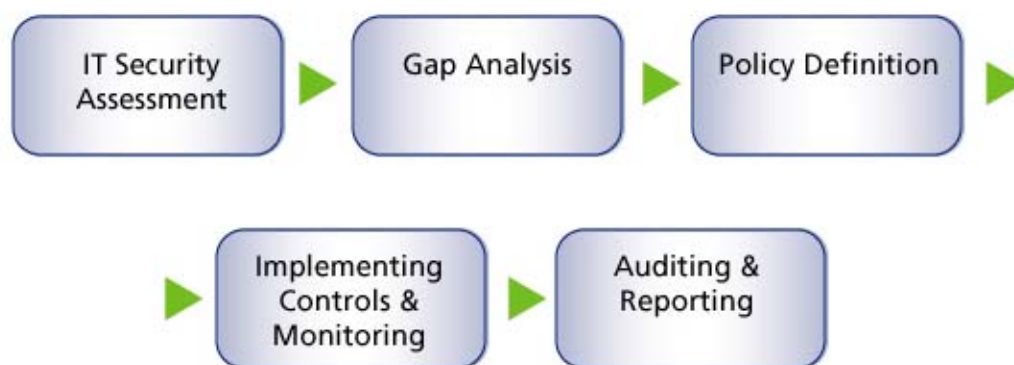 IT Security
Assessment
Gap Analysis
Policy Definition
Implementing
Controls &
Monitoring
Auditing &
Reporting